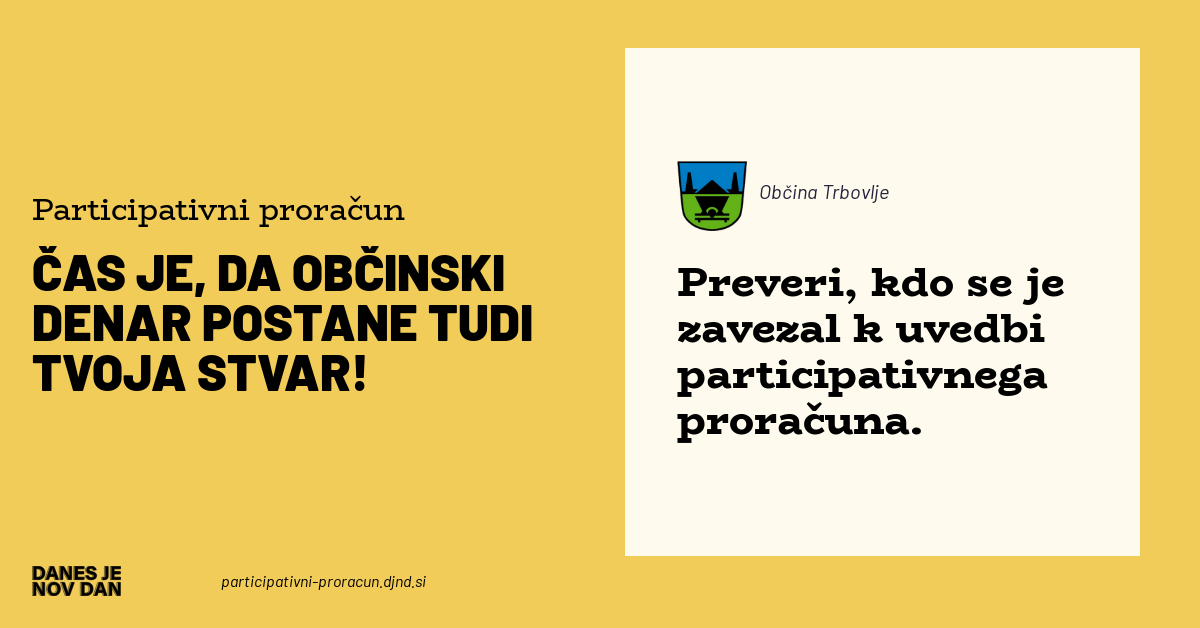 Participativni proračun
ČAS JE, DA OBČINSKI
DENAR POSTANE TUDI
TVOJA STVAR!
Občina Trbovlje
Preveri, kdo se je
zavezal k uvedbi
participativnega
proračuna.
DANES JE
NOV DAN
participativni-proracun.djnd.si